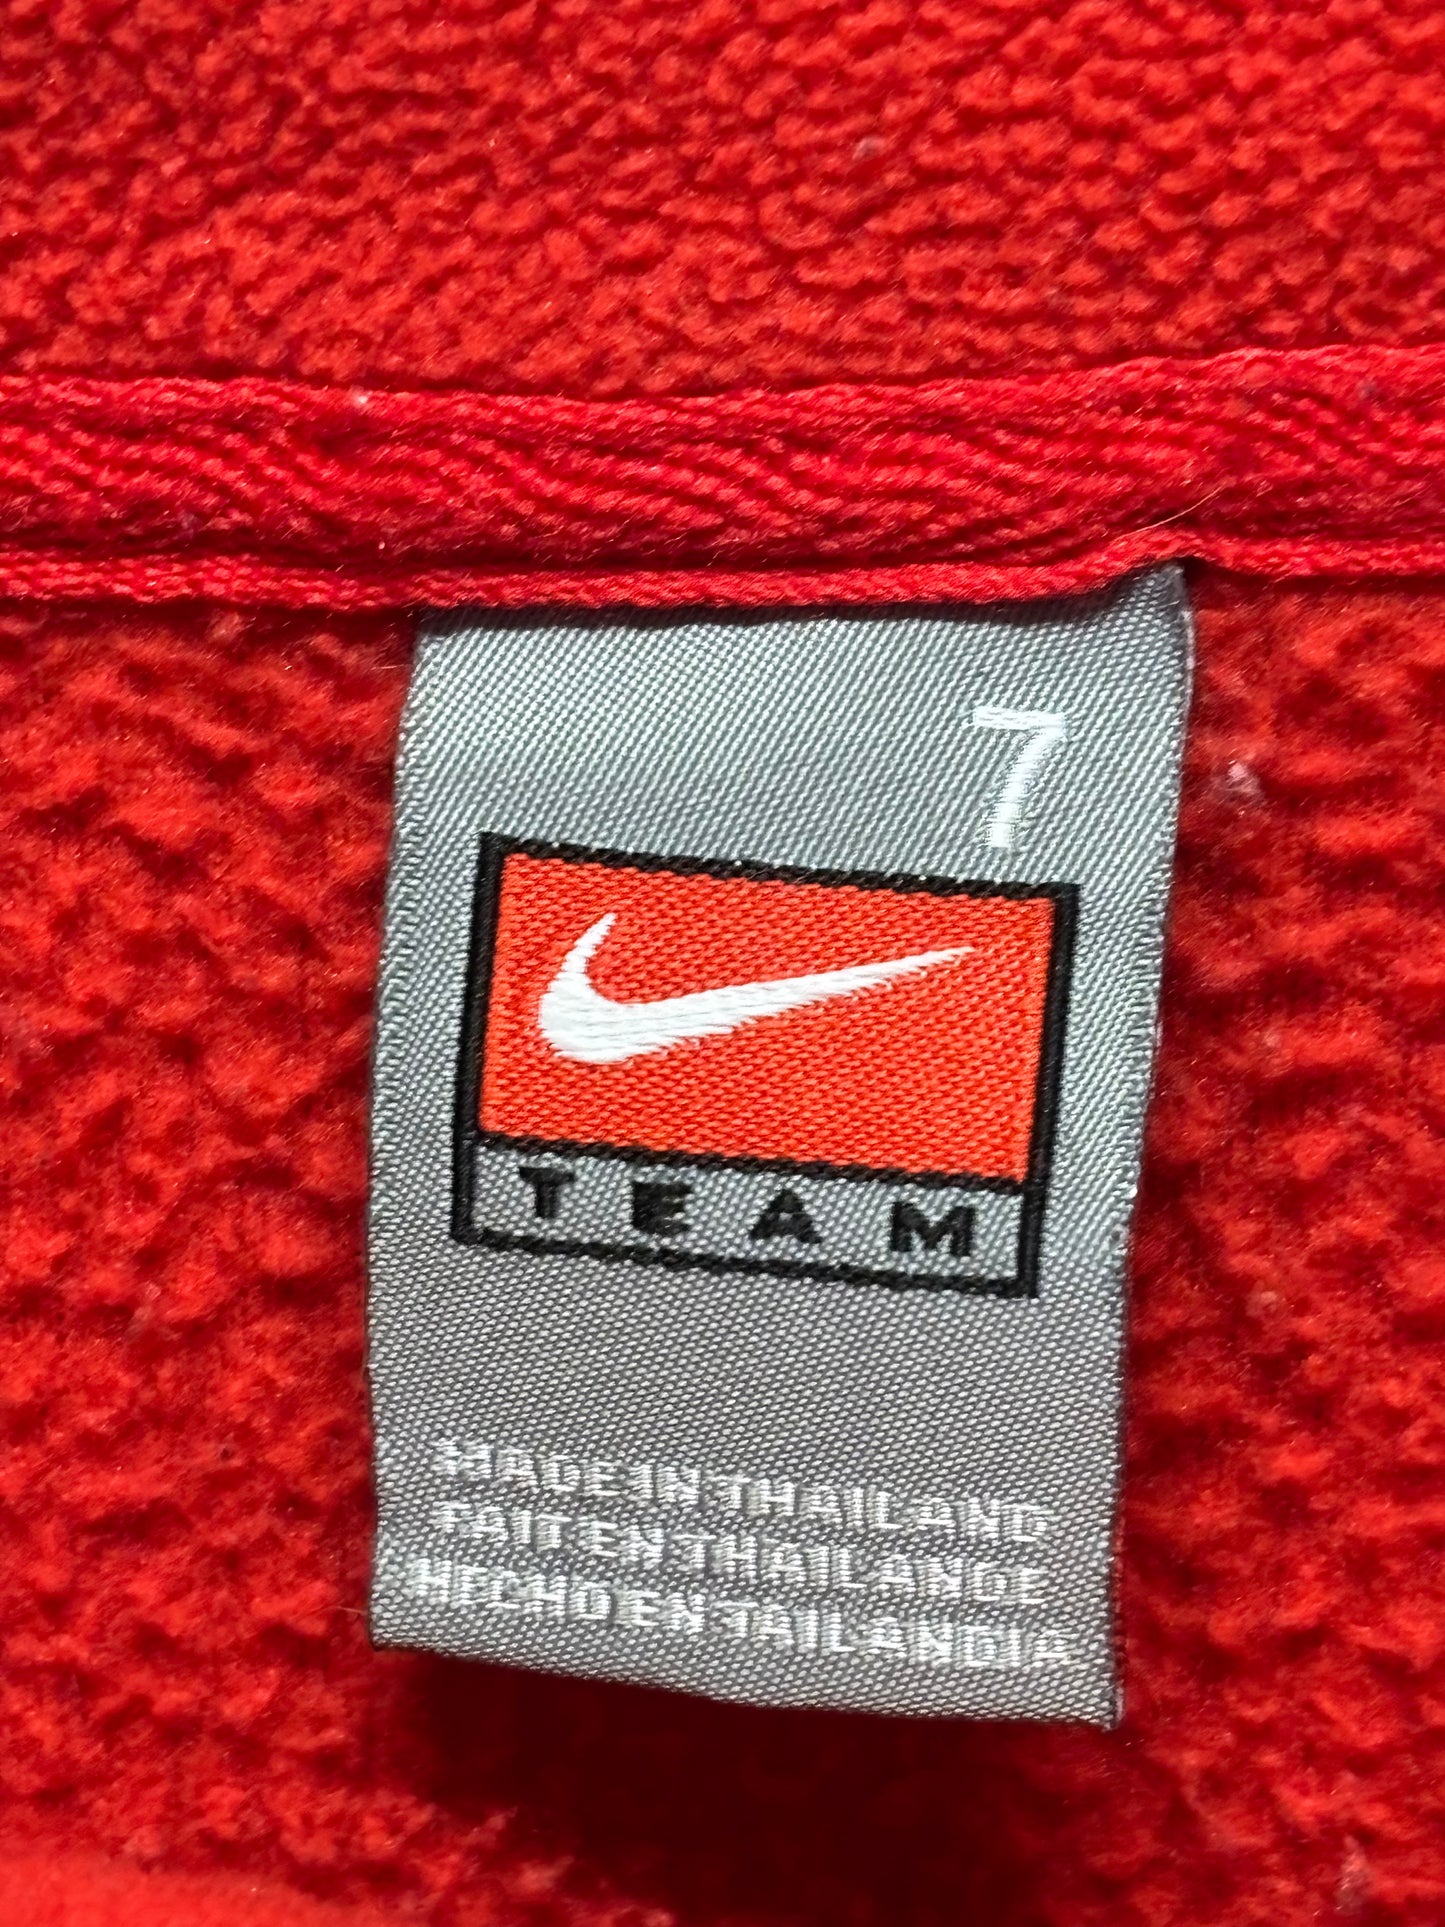 7
TEAM
MADE IN THAILAND
FAIT EN THAILANDE
HECHO EN TAILANDIA